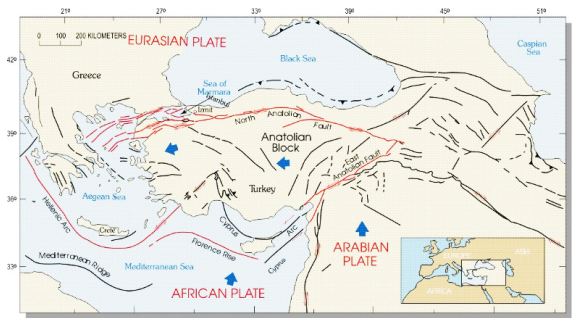 21° 27° 33° 39° 45° 51°
0 100 200 KILOMETERS
EURASIAN PLATE
Caspian
Sea
42°
Black Sea
Greece
Sea of
Marmara
Istanbul
Izmit
North Anatolian Fault
39°
Anatolian
Block
East
Anatolian Fault
Turkey
Aegean Sea
36°
Hellenic Arc
Crete
Cyprus
Arc
ARABIAN
PLATE
Florence Rise
Cyprus
Mediterranean Ridge
Mediterranean Sea
33°
AFRICAN PLATE
EUROPE
ASIA
AFRICA